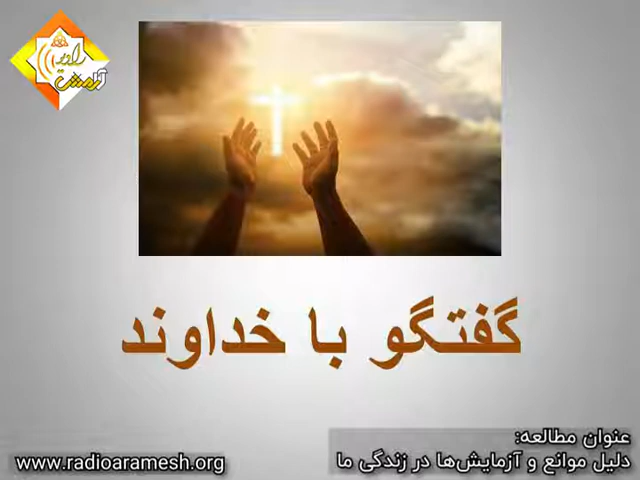 رادیو
آرامش
گفتگو با خداوند
عنوان مطالعه:
دلیل موانع و آزمایش‌ها در زندگی ما
www.radioaramesh.org